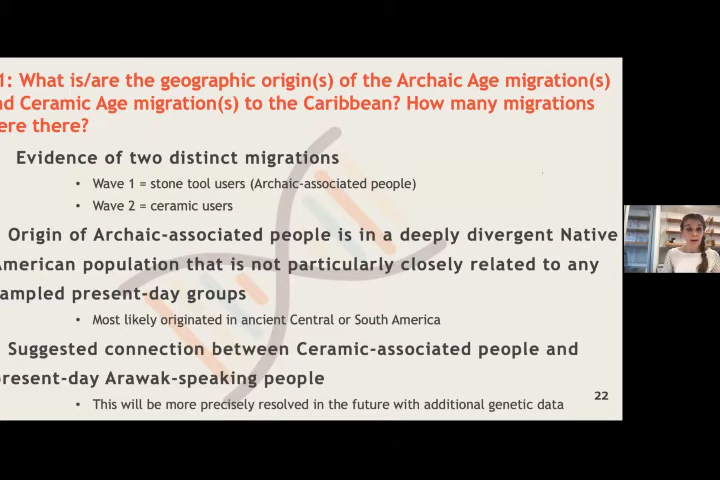 1: What is/are the geographic origin(s) of the Archaic Age migration(s)
nd Ceramic Age migration(s) to the Caribbean? How many migrations
ere there?
Evidence of two distinct migrations
• Wave 1 = stone tool users (Archaic-associated people)
• Wave 2 = ceramic users
Origin of Archaic-associated people is in a deeply divergent Native
American population that is not particularly closely related to any
ampled present-day groups
• Most likely originated in ancient Central or South America
Suggested connection between Ceramic-associated people and
present-day Arawak-speaking people
• This will be more precisely resolved in the future with additional genetic data
22